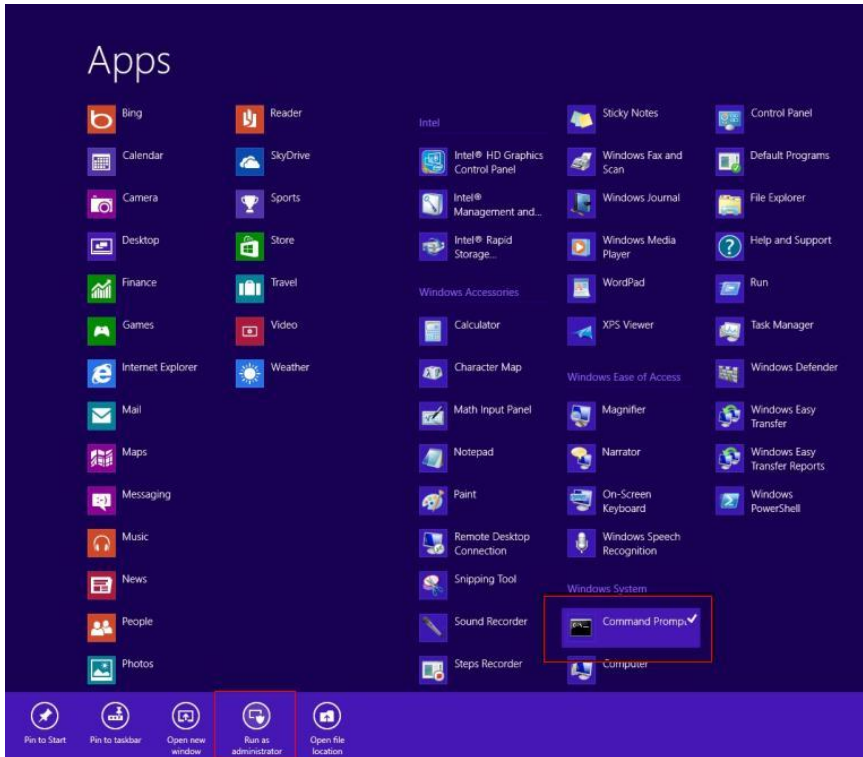 Apps
Bing
Calendar
Camera
Desktop
Finance
Games
Internet Explorer
Mail
Maps
Messaging
Music
News
People
Photos
Reader
SkyDrive
Sports
Store
Travel
Video
Weather
Intel
Intel® HD Graphics
Control Panel
Intel®
Management and...
Intel® Rapid
Storage...
Windows Accessories
Calculator
Character Map
Math Input Panel
Notepad
Paint
Remote Desktop
Connection
Snipping Tool
Sound Recorder
Steps Recorder
Sticky Notes
Windows Fax and
Scan
Windows Journal
Windows Media
Player
WordPad
XPS Viewer
Windows Ease of Access
Magnifier
Narrator
On-Screen
Keyboard
Windows Speech
Recognition
Windows System
Command Prompt
Computer
Control Panel
Default Programs
File Explorer
Help and Support
Run
Task Manager
Windows Defender
Windows Easy
Transfer
Windows Easy
Transfer Reports
Windows
PowerShell
Pin to Start
Pin to taskbar
Open new
window
Run as
administrator
Open file
location